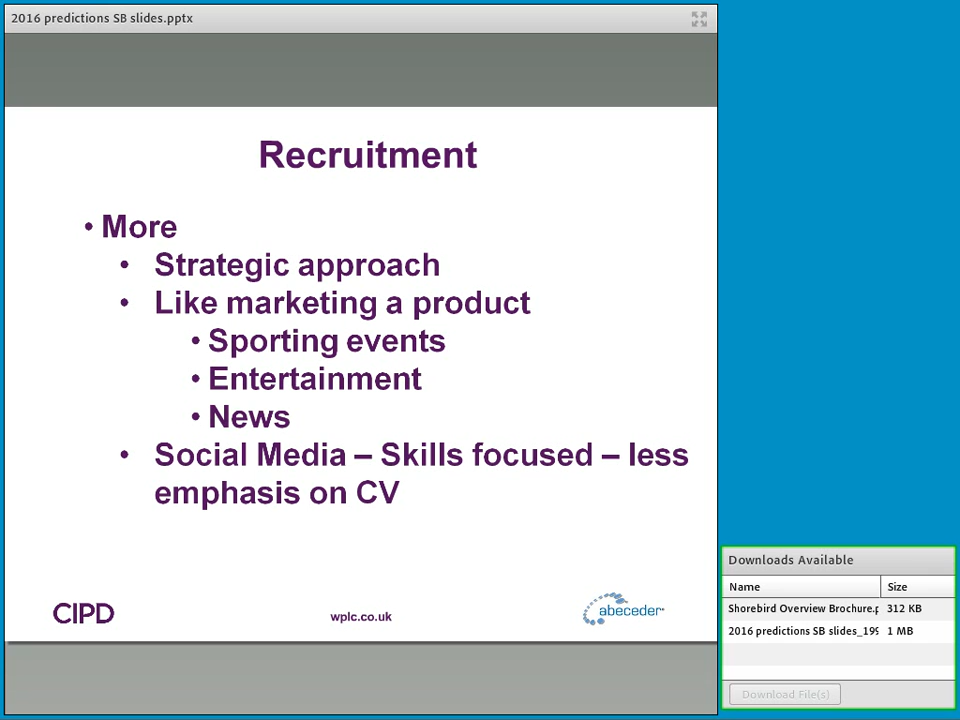 2016 predictions SB slides.pptx
Recruitment
• More
• Strategic approach
• Like marketing a product
• Sporting events
• Entertainment
• News
• Social Media – Skills focused – less
emphasis on CV
CIPD
wplc.co.uk
abeceder
Downloads Available
Name Size
Shorebird Overview Brochure.p 312 KB
2016 predictions SB slides_199 1 MB
Download File(s)